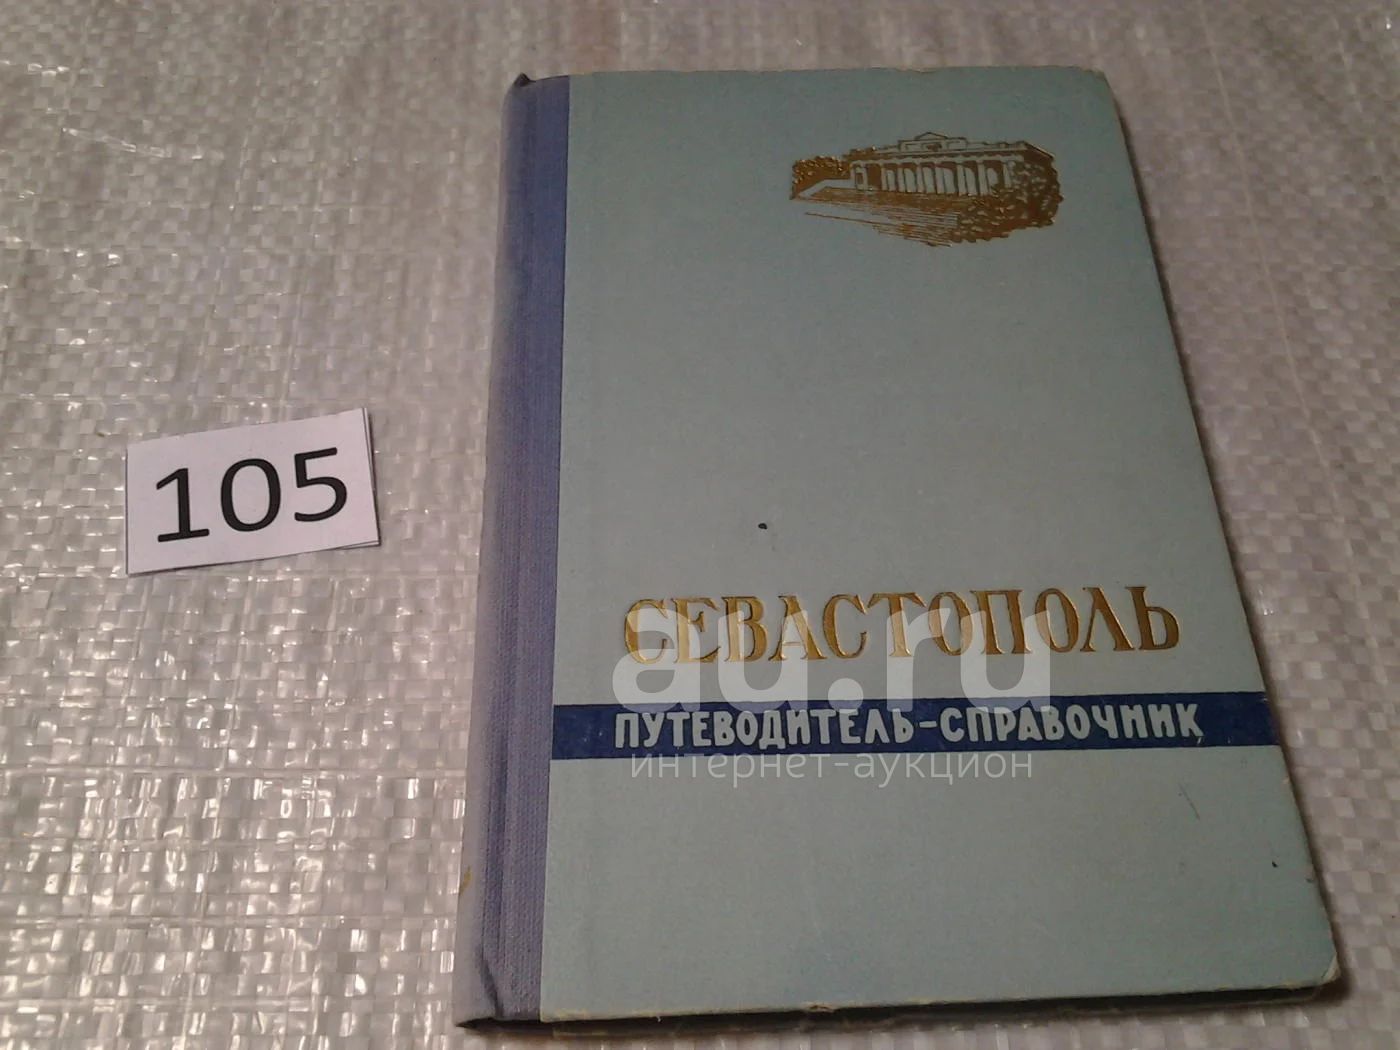 105
СЕВАСТОПОЛЬ
au.ru
ПУТЕВОДИТЕЛЬ-СПРАВОЧНИК
интернет-аукцион